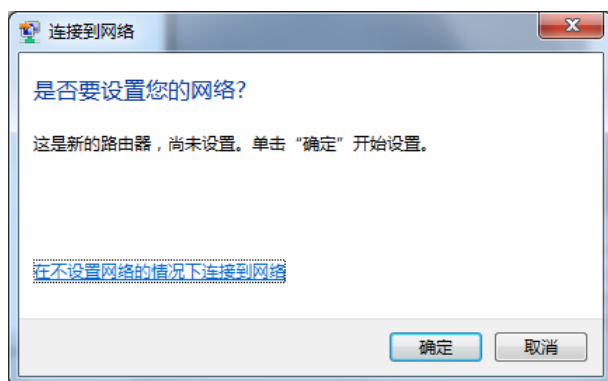 连接到网络
是否要设置您的网络?
这是新的路由器，尚未设置。单击“确定”开始设置。
在不设置网络的情况下连接到网络
确定
取消